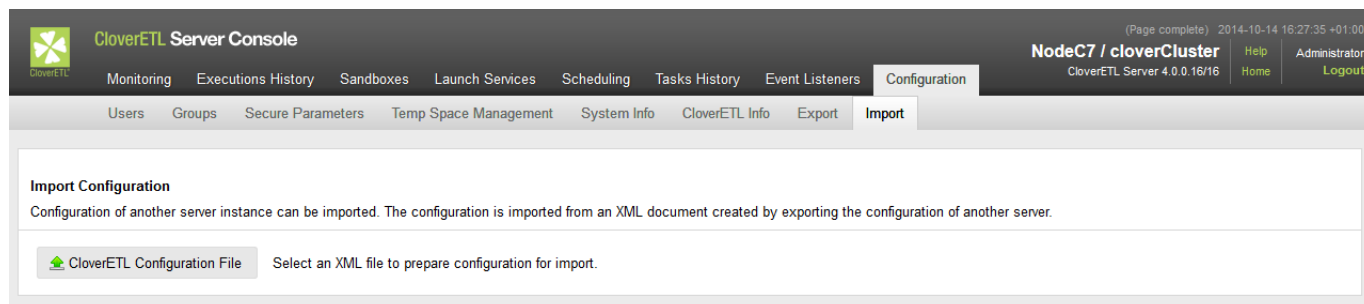 (Page complete) 2014-10-14 16:27:35 +01:00
CloverETL Server Console
NodeC7 / cloverCluster Help Administrator
CloverETL Server 4.0.0.16/16 Home Logout
CloverETL
Monitoring Executions History Sandboxes Launch Services Scheduling Tasks History Event Listeners Configuration
Users Groups Secure Parameters Temp Space Management System Info CloverETL Info Export Import
Import Configuration
Configuration of another server instance can be imported. The configuration is imported from an XML document created by exporting the configuration of another server.
CloverETL Configuration File Select an XML file to prepare configuration for import.